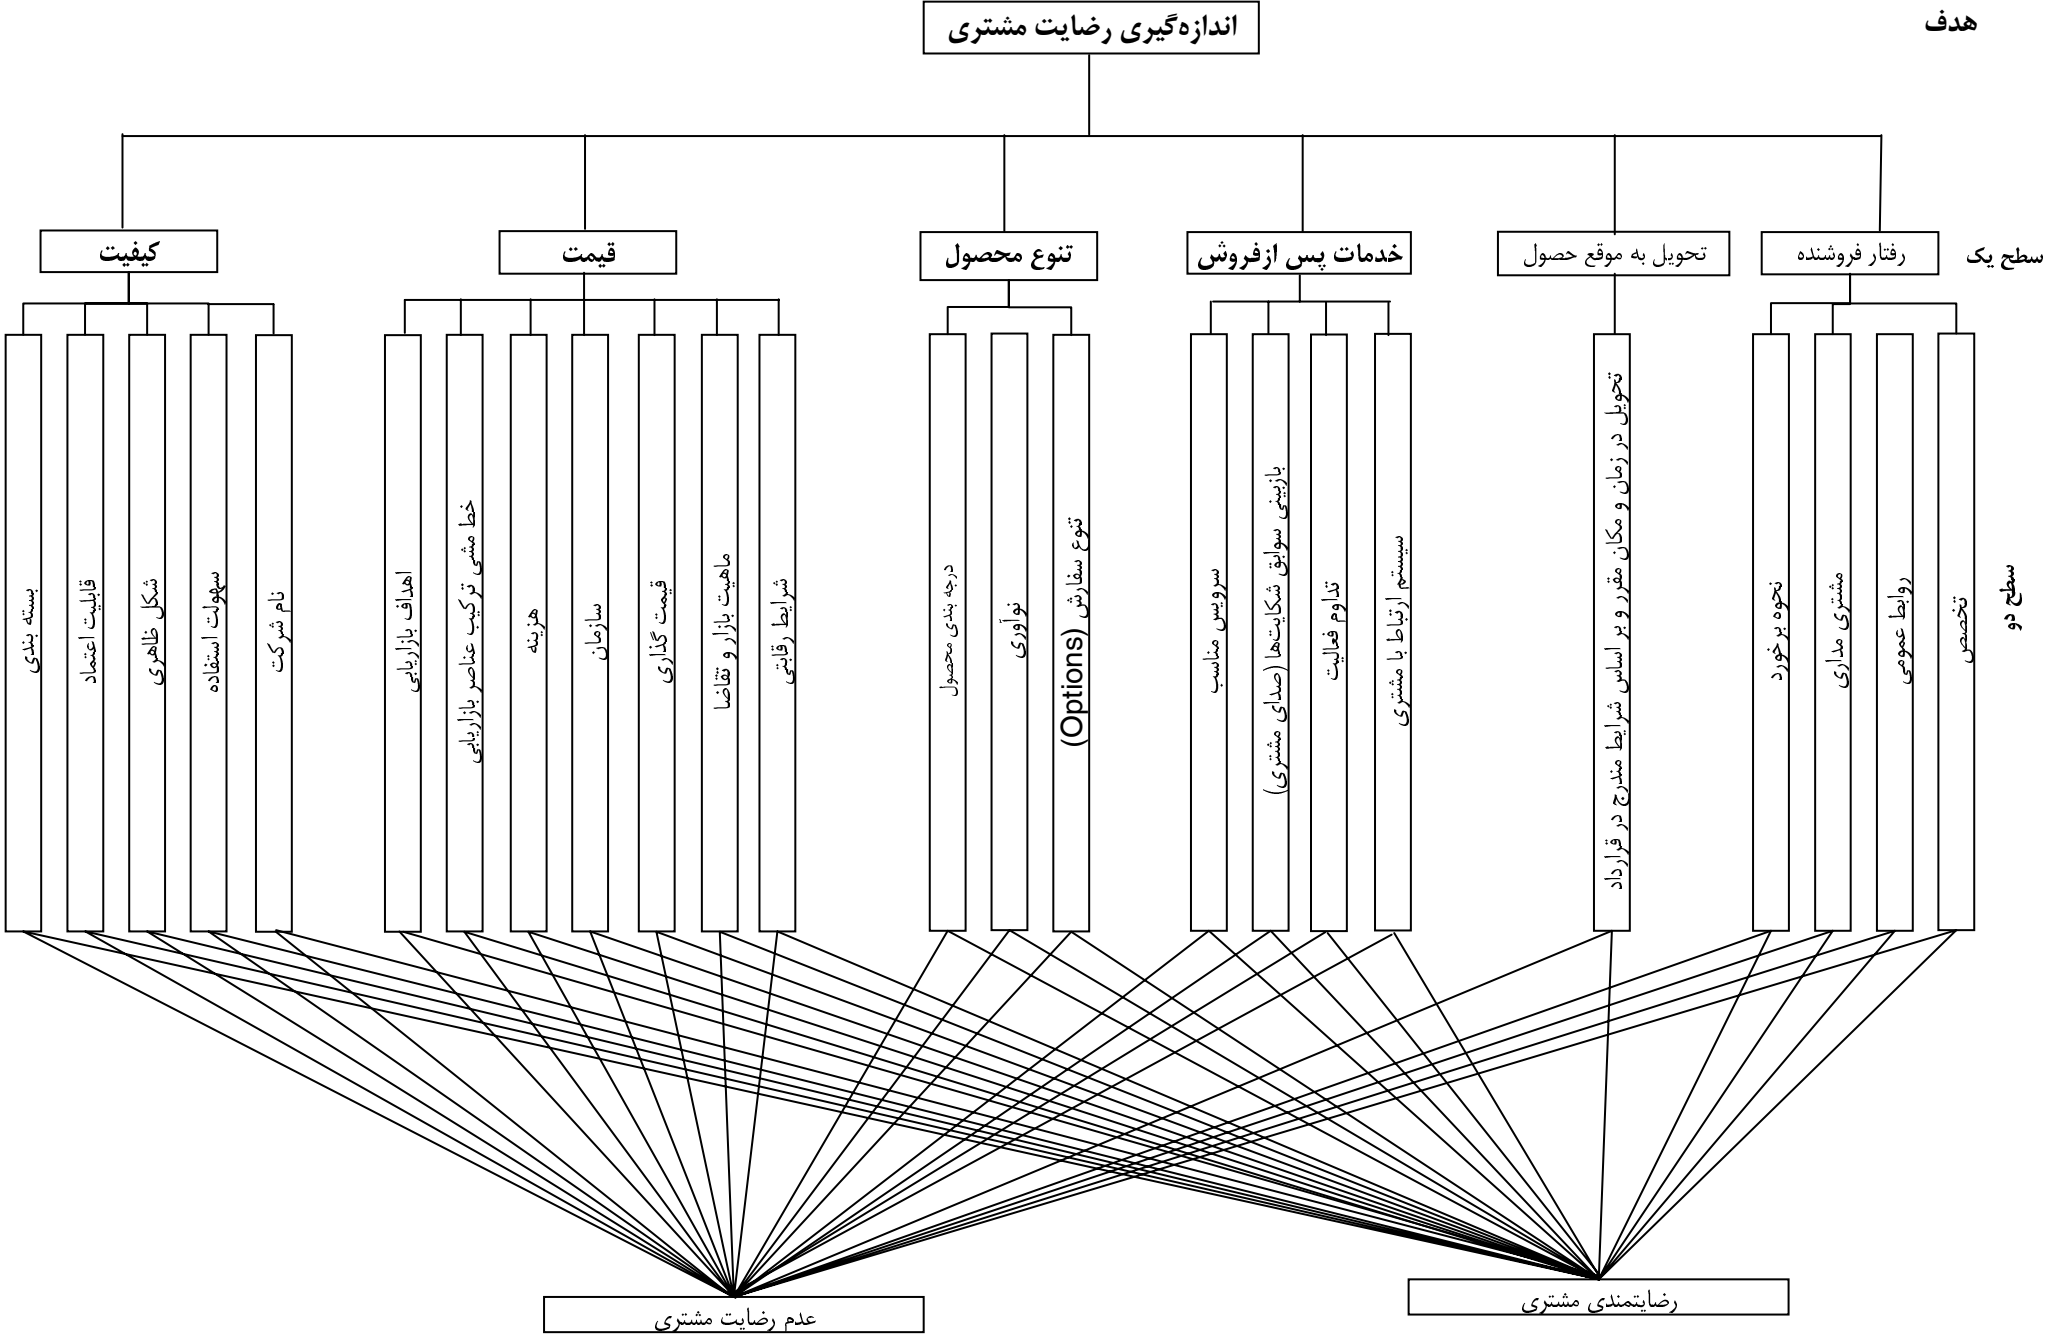 هدف
اندازه‌گیری رضایت مشتری
سطح یک
رفتار فروشنده
تحویل به موقع حصول
خدمات پس ازفروش
تنوع محصول
قیمت
کیفیت
سطح دو
تخصص
روابط عمومی
مشتری مداری
نحوه برخورد
تحویل در زمان و مکان مقرر و بر اساس شرایط مندرج در قرارداد
سیستم ارتباط با مشتری
تداوم فعالیت
بازبینی سوابق شکایت‌ها (صدای مشتری)
سرویس مناسب
تنوع سفارش (Options)
نوآوری
درجه بندی محصول
شرایط رقابتی
ماهیت بازار و تقاضا
قیمت گذاری
سازمان
هزینه
خط مشی ترکیب عناصر بازاریابی
اهداف بازاریابی
نام شرکت
سهولت استفاده
شکل ظاهری
قابلیت اعتماد
بسته بندی
رضایتمندی مشتری
عدم رضایت مشتری